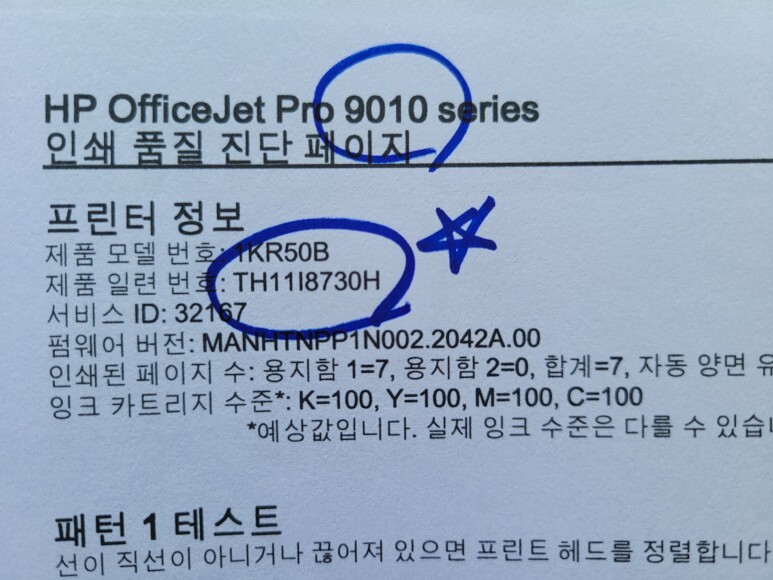 HP OfficeJet Pro 9010 series
인쇄 품질 진단 페이지
프린터 정보
제품 모델 번호: 1KR50B
제품 일련 번호: TH11I8730H
서비스 ID: 32167
펌웨어 버전: MANHTNPP1N002.2042A.00
인쇄된 페이지 수: 용지함 1=7, 용지함 2=0, 합계=7, 자동 양면 유
잉크 카트리지 수준*: K=100, Y=100, M=100, C=100
*예상값입니다. 실제 잉크 수준은 다를 수 있습
패턴 1 테스트
선이 직선이 아니거나 끊어져 있으면 프린트 헤드를 정렬합니다